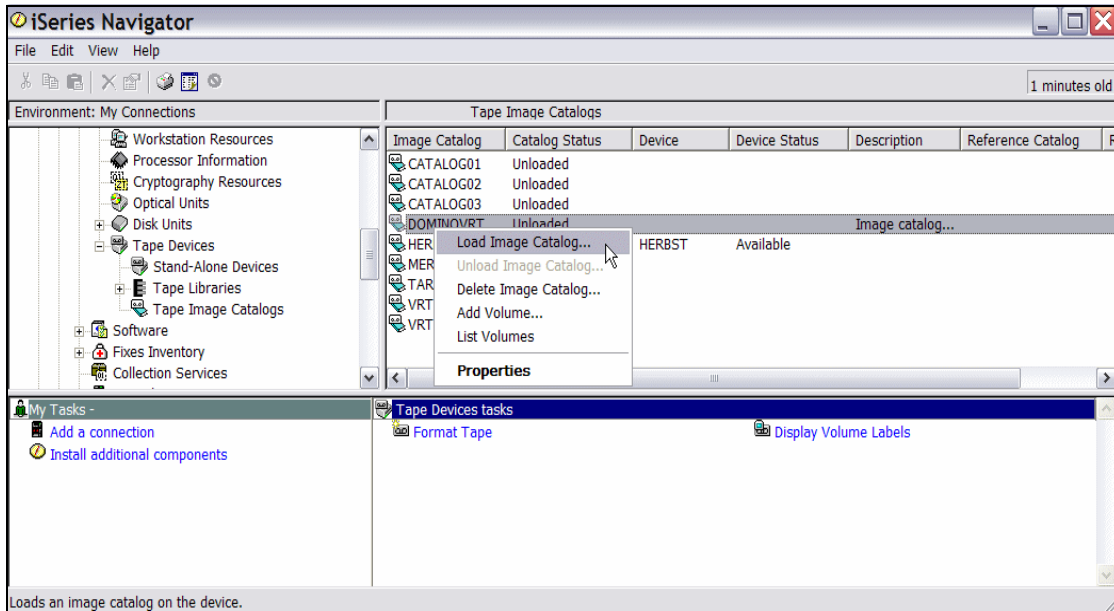 iSeries Navigator
File Edit View Help
1 minutes old
Environment: My Connections
Tape Image Catalogs
Workstation Resources
Processor Information
Cryptography Resources
Optical Units
Disk Units
Tape Devices
Stand-Alone Devices
Tape Libraries
Tape Image Catalogs
Software
Fixes Inventory
Collection Services
Image Catalog Catalog Status Device Device Status Description Reference Catalog
CATALOG01 Unloaded
CATALOG02 Unloaded
CATALOG03 Unloaded
DOMINOVRT Unloaded Image catalog...
HER HERBST Available
MER
TAR
VRT
VRT
Load Image Catalog...
Unload Image Catalog...
Delete Image Catalog...
Add Volume...
List Volumes
Properties
My Tasks -
Add a connection
Install additional components
Tape Devices tasks
Format Tape Display Volume Labels
Loads an image catalog on the device.